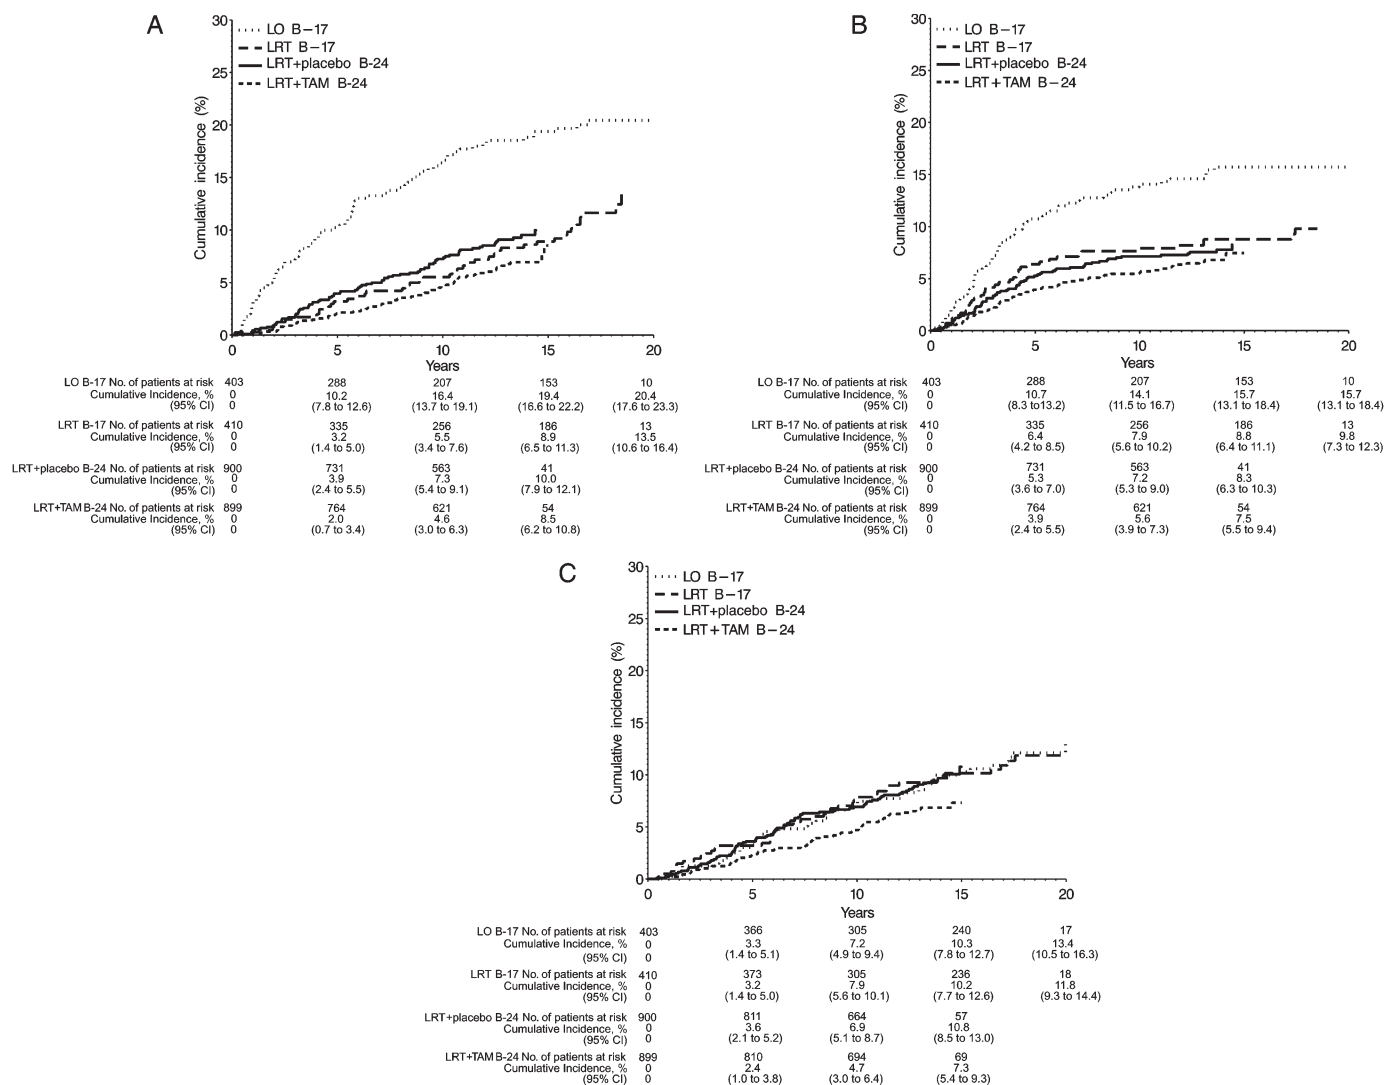 A
30
25
20
15
10
5
0
Cumulative incidence (%)
LO B−17
LRT B−17
LRT+placebo B-24
LRT+TAM B-24
0 5 10 15 20
Years
LO B-17 No. of patients at risk 403 288 207 153 10
Cumulative Incidence, % 0 10.2 16.4 19.4 20.4
(95% CI) 0 (7.8 to 12.6) (13.7 to 19.1) (16.6 to 22.2) (17.6 to 23.3)
LRT B-17 No. of patients at risk 410 335 256 186 13
Cumulative Incidence, % 0 3.2 5.5 8.9 13.5
(95% CI) 0 (1.4 to 5.0) (3.4 to 7.6) (6.5 to 11.3) (10.6 to 16.4)
LRT+placebo B-24 No. of patients at risk 900 731 563 41
Cumulative Incidence, % 0 3.9 7.3 10.0
(95% CI) 0 (2.4 to 5.5) (5.4 to 9.1) (7.9 to 12.1)
LRT+TAM B-24 No. of patients at risk 899 764 621 54
Cumulative Incidence, % 0 2.0 4.6 8.5
(95% CI) 0 (0.7 to 3.4) (3.0 to 6.3) (6.2 to 10.8)
B
30
25
20
15
10
5
0
Cumulative incidence (%)
LO B−17
LRT B−17
LRT+placebo B-24
LRT+TAM B−24
0 5 10 15 20
Years
LO B-17 No. of patients at risk 403 288 207 153 10
Cumulative Incidence, % 0 10.7 14.1 15.7 15.7
(95% CI) 0 (8.3 to13.2) (11.5 to 16.7) (13.1 to 18.4) (13.1 to 18.4)
LRT B-17 No. of patients at risk 410 335 256 186 13
Cumulative Incidence, % 0 6.4 7.9 8.8 9.8
(95% CI) 0 (4.2 to 8.5) (5.6 to 10.2) (6.4 to 11.1) (7.3 to 12.3)
LRT+placebo B-24 No. of patients at risk 900 731 563 41
Cumulative Incidence, % 0 5.3 7.2 8.3
(95% CI) 0 (3.6 to 7.0) (5.3 to 9.0) (6.3 to 10.3)
LRT+TAM B-24 No. of patients at risk 899 764 621 54
Cumulative Incidence, % 0 3.9 5.6 7.5
(95% CI) 0 (2.4 to 5.5) (3.9 to 7.3) (5.5 to 9.4)
C
30
25
20
15
10
5
0
Cumulative incidence (%)
LO B−17
LRT B−17
LRT+placebo B-24
LRT+TAM B−24
0 5 10 15 20
Years
LO B-17 No. of patients at risk 403 366 305 240 17
Cumulative Incidence, % 0 3.3 7.2 10.3 13.4
(95% CI) 0 (1.4 to 5.1) (4.9 to 9.4) (7.8 to 12.7) (10.5 to 16.3)
LRT B-17 No. of patients at risk 410 373 305 236 18
Cumulative Incidence, % 0 3.2 7.9 10.2 11.8
(95% CI) 0 (1.4 to 5.0) (5.6 to 10.1) (7.7 to 12.6) (9.3 to 14.4)
LRT+placebo B-24 No. of patients at risk 900 811 664 57
Cumulative Incidence, % 0 3.6 6.9 10.8
(95% CI) 0 (2.1 to 5.2) (5.1 to 8.7) (8.5 to 13.0)
LRT+TAM B-24 No. of patients at risk 899 810 694 69
Cumulative Incidence, % 0 2.4 4.7 7.3
(95% CI) 0 (1.0 to 3.8) (3.0 to 6.4) (5.4 to 9.3)